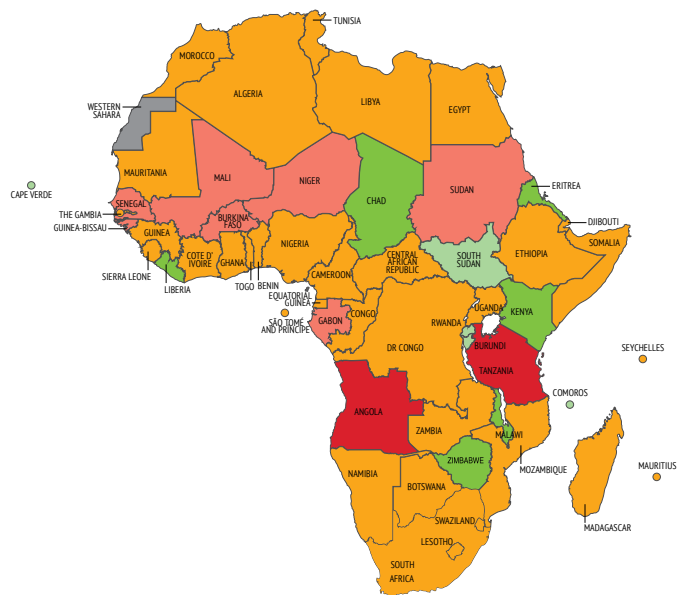 TUNISIA
MOROCCO
ALGERIA
LIBYA
EGYPT
WESTERN
SAHARA
MAURITANIA
MALI
NIGER
CHAD
SUDAN
ERITREA
CAPE VERDE
SENEGAL
THE GAMBIA
GUINEA-BISSAU
GUINEA
BURKINA
FASO
DJIBOUTI
SOMALIA
NIGERIA
ETHIOPIA
SOUTH
SUDAN
CENTRAL
AFRICAN
REPUBLIC
COTE D'
IVOIRE
GHANA
SIERRA LEONE
LIBERIA
TOGO
BENIN
CAMEROON
EQUATORIAL
GUINEA
SÃO TOMÉ
AND PRINCIPE
GABON
CONGO
UGANDA
KENYA
RWANDA
BURUNDI
DR CONGO
TANZANIA
SEYCHELLES
COMOROS
ANGOLA
ZAMBIA
MALAWI
MOZAMBIQUE
ZIMBABWE
MAURITIUS
NAMIBIA
BOTSWANA
MADAGASCAR
SWAZILAND
LESOTHO
SOUTH
AFRICA